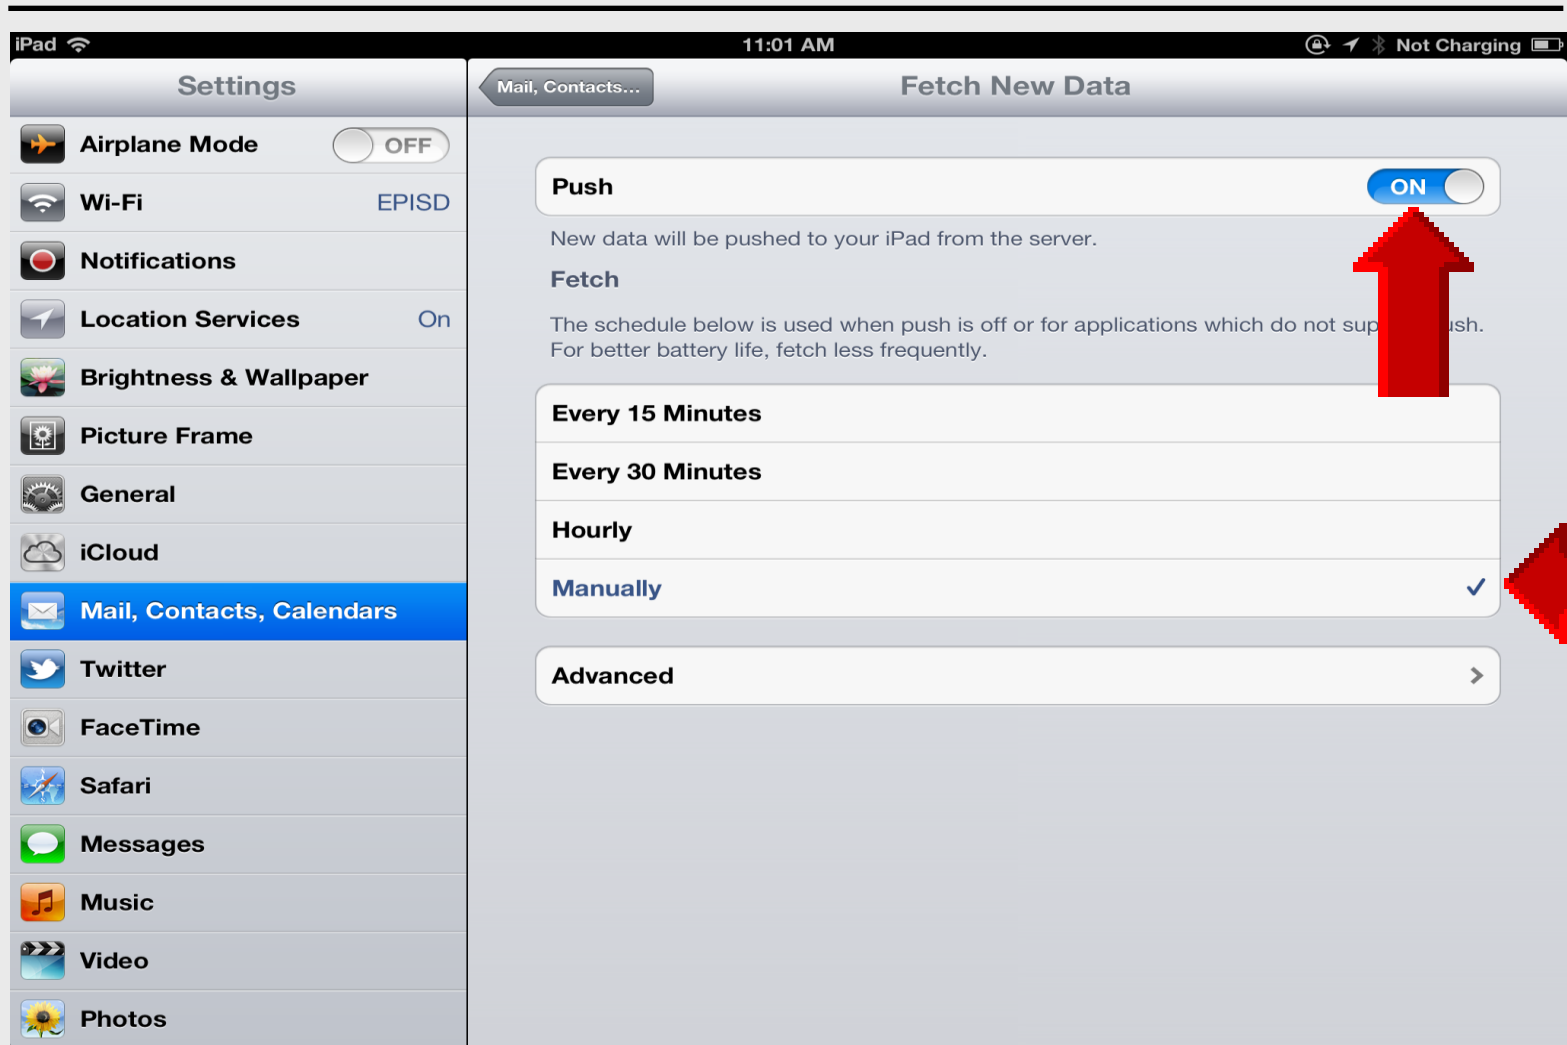 iPad
11:01 AM
Not Charging
Settings
Mail, Contacts...
Fetch New Data
Airplane Mode
OFF
Wi-Fi
EPISD
Notifications
Location Services
On
Brightness & Wallpaper
Picture Frame
General
iCloud
Mail, Contacts, Calendars
Twitter
FaceTime
Safari
Messages
Music
Video
Photos
Push
ON
New data will be pushed to your iPad from the server.
Fetch
The schedule below is used when push is off or for applications which do not
For better battery life, fetch less frequently.
Every 15 Minutes
Every 30 Minutes
Hourly
Manually
Advanced